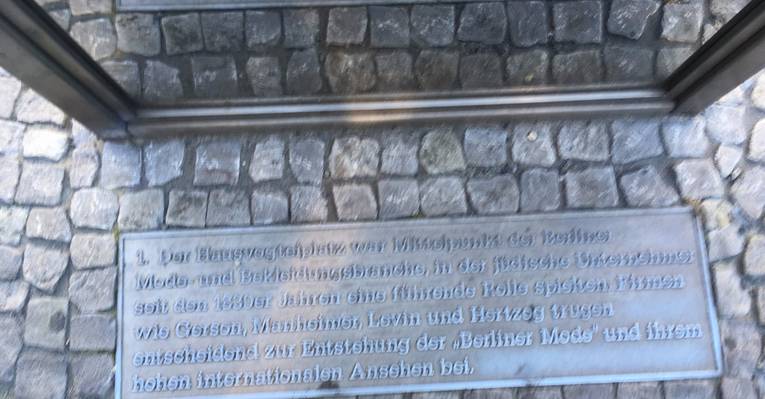 1. Der Hausvogteiplatz war Mittelpunkt der Berliner
Mode- und Bekleidungsbranche, in der jüdische Unternehmer
seit den 1830er Jahren eine führende Rolle spielten. Firmen
wie Gerson, Manheimer, Levin und Hertzog trugen
entscheidend zur Entstehung der „Berliner Mode" und ihrem
hohen internationalen Ansehen bei.